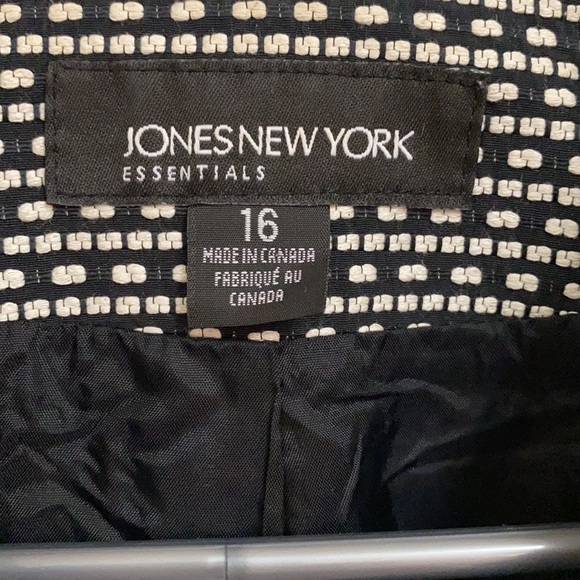 JONES NEW YORK
ESSENTIALS
16
MADE IN CANADA
FABRIQUÉ AU
CANADA